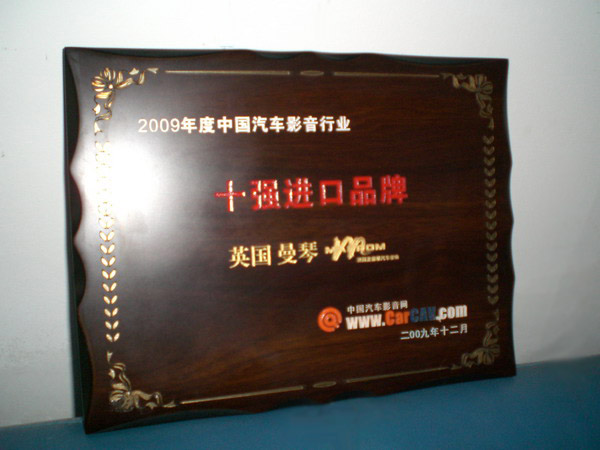 2009年度中国汽车影音行业
十强进口品牌
英国 曼琴
中国汽车影音网
www.CarCAV.com
二00九年十二月